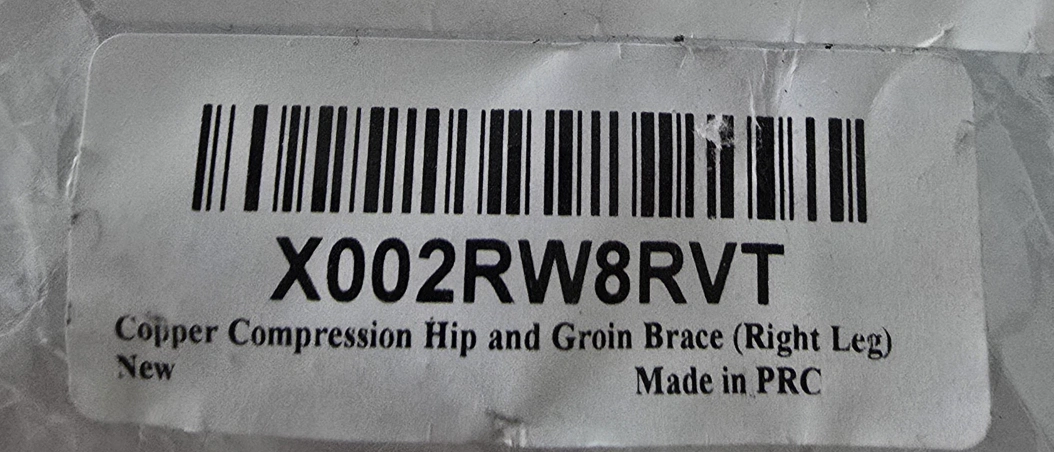 X002RW8RVT
Copper Compression Hip and Groin Brace (Right Leg)
New
Made in PRC